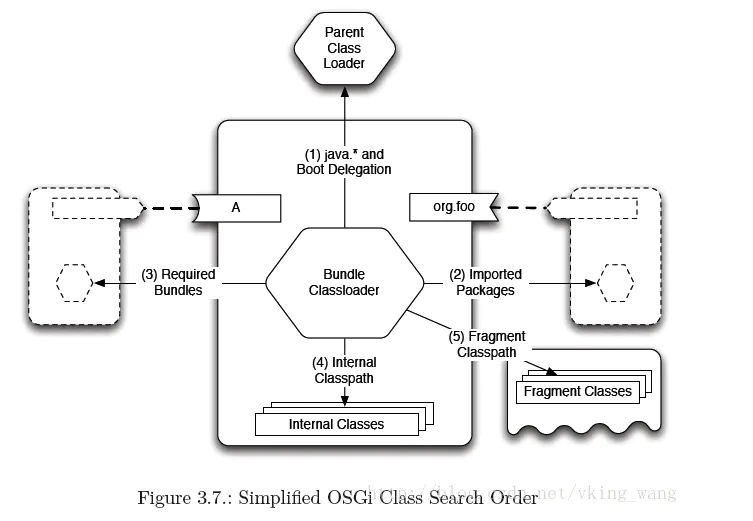 Parent
Class
Loader
(1) java.* and
Boot Delegation
A
org.foo
(3) Required
Bundles
Bundle
Classloader
(2) Imported
Packages
(4) Internal
Classpath
(5) Fragment
Classpath
Internal Classes
Fragment Classes
Figure 3.7.: Simplified OSGi Class Search Order
http://blog.csdn.net/vking_wang